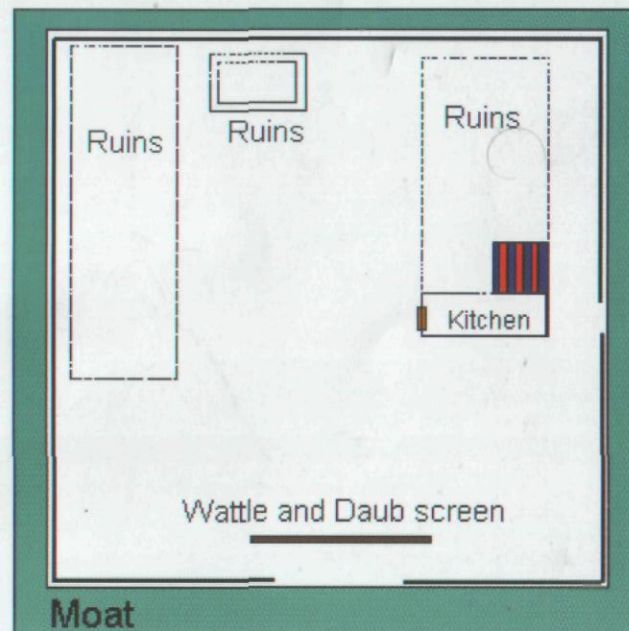 Ruins
Ruins
Ruins
Kitchen
Wattle and Daub screen
Moat